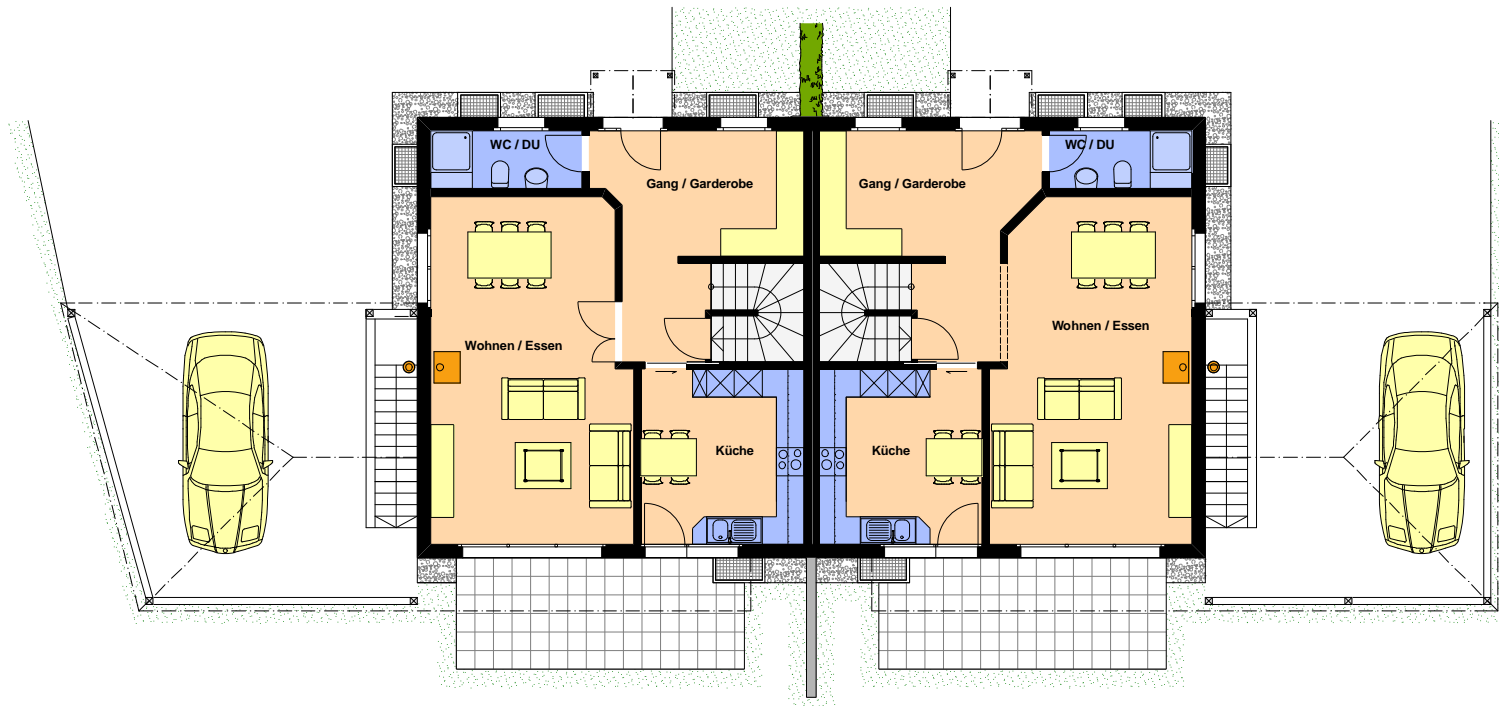 WC / DU
WC / DU
Gang / Garderobe
Gang / Garderobe
Wohnen / Essen
Wohnen / Essen
Küche
Küche